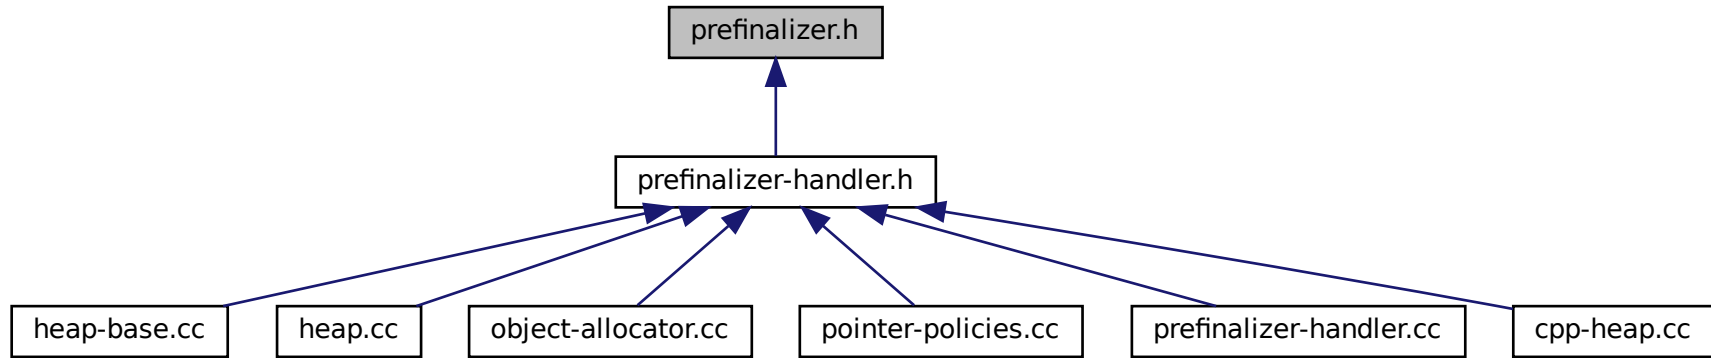 prefinalizer.h
prefinalizer-handler.h
heap-base.cc
heap.cc
object-allocator.cc
pointer-policies.cc
prefinalizer-handler.cc
cpp-heap.cc